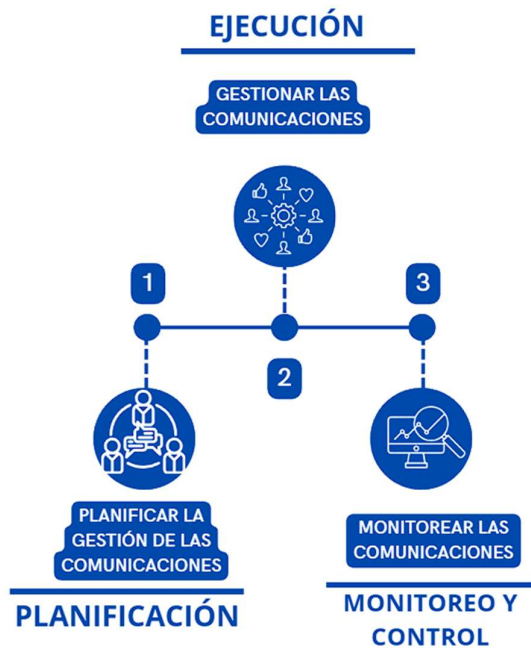 EJECUCIÓN
GESTIONAR LAS
COMUNICACIONES
1
3
2
PLANIFICAR LA
GESTIÓN DE LAS
COMUNICACIONES
PLANIFICACIÓN
MONITOREAR LAS
COMUNICACIONES
MONITOREO Y
CONTROL